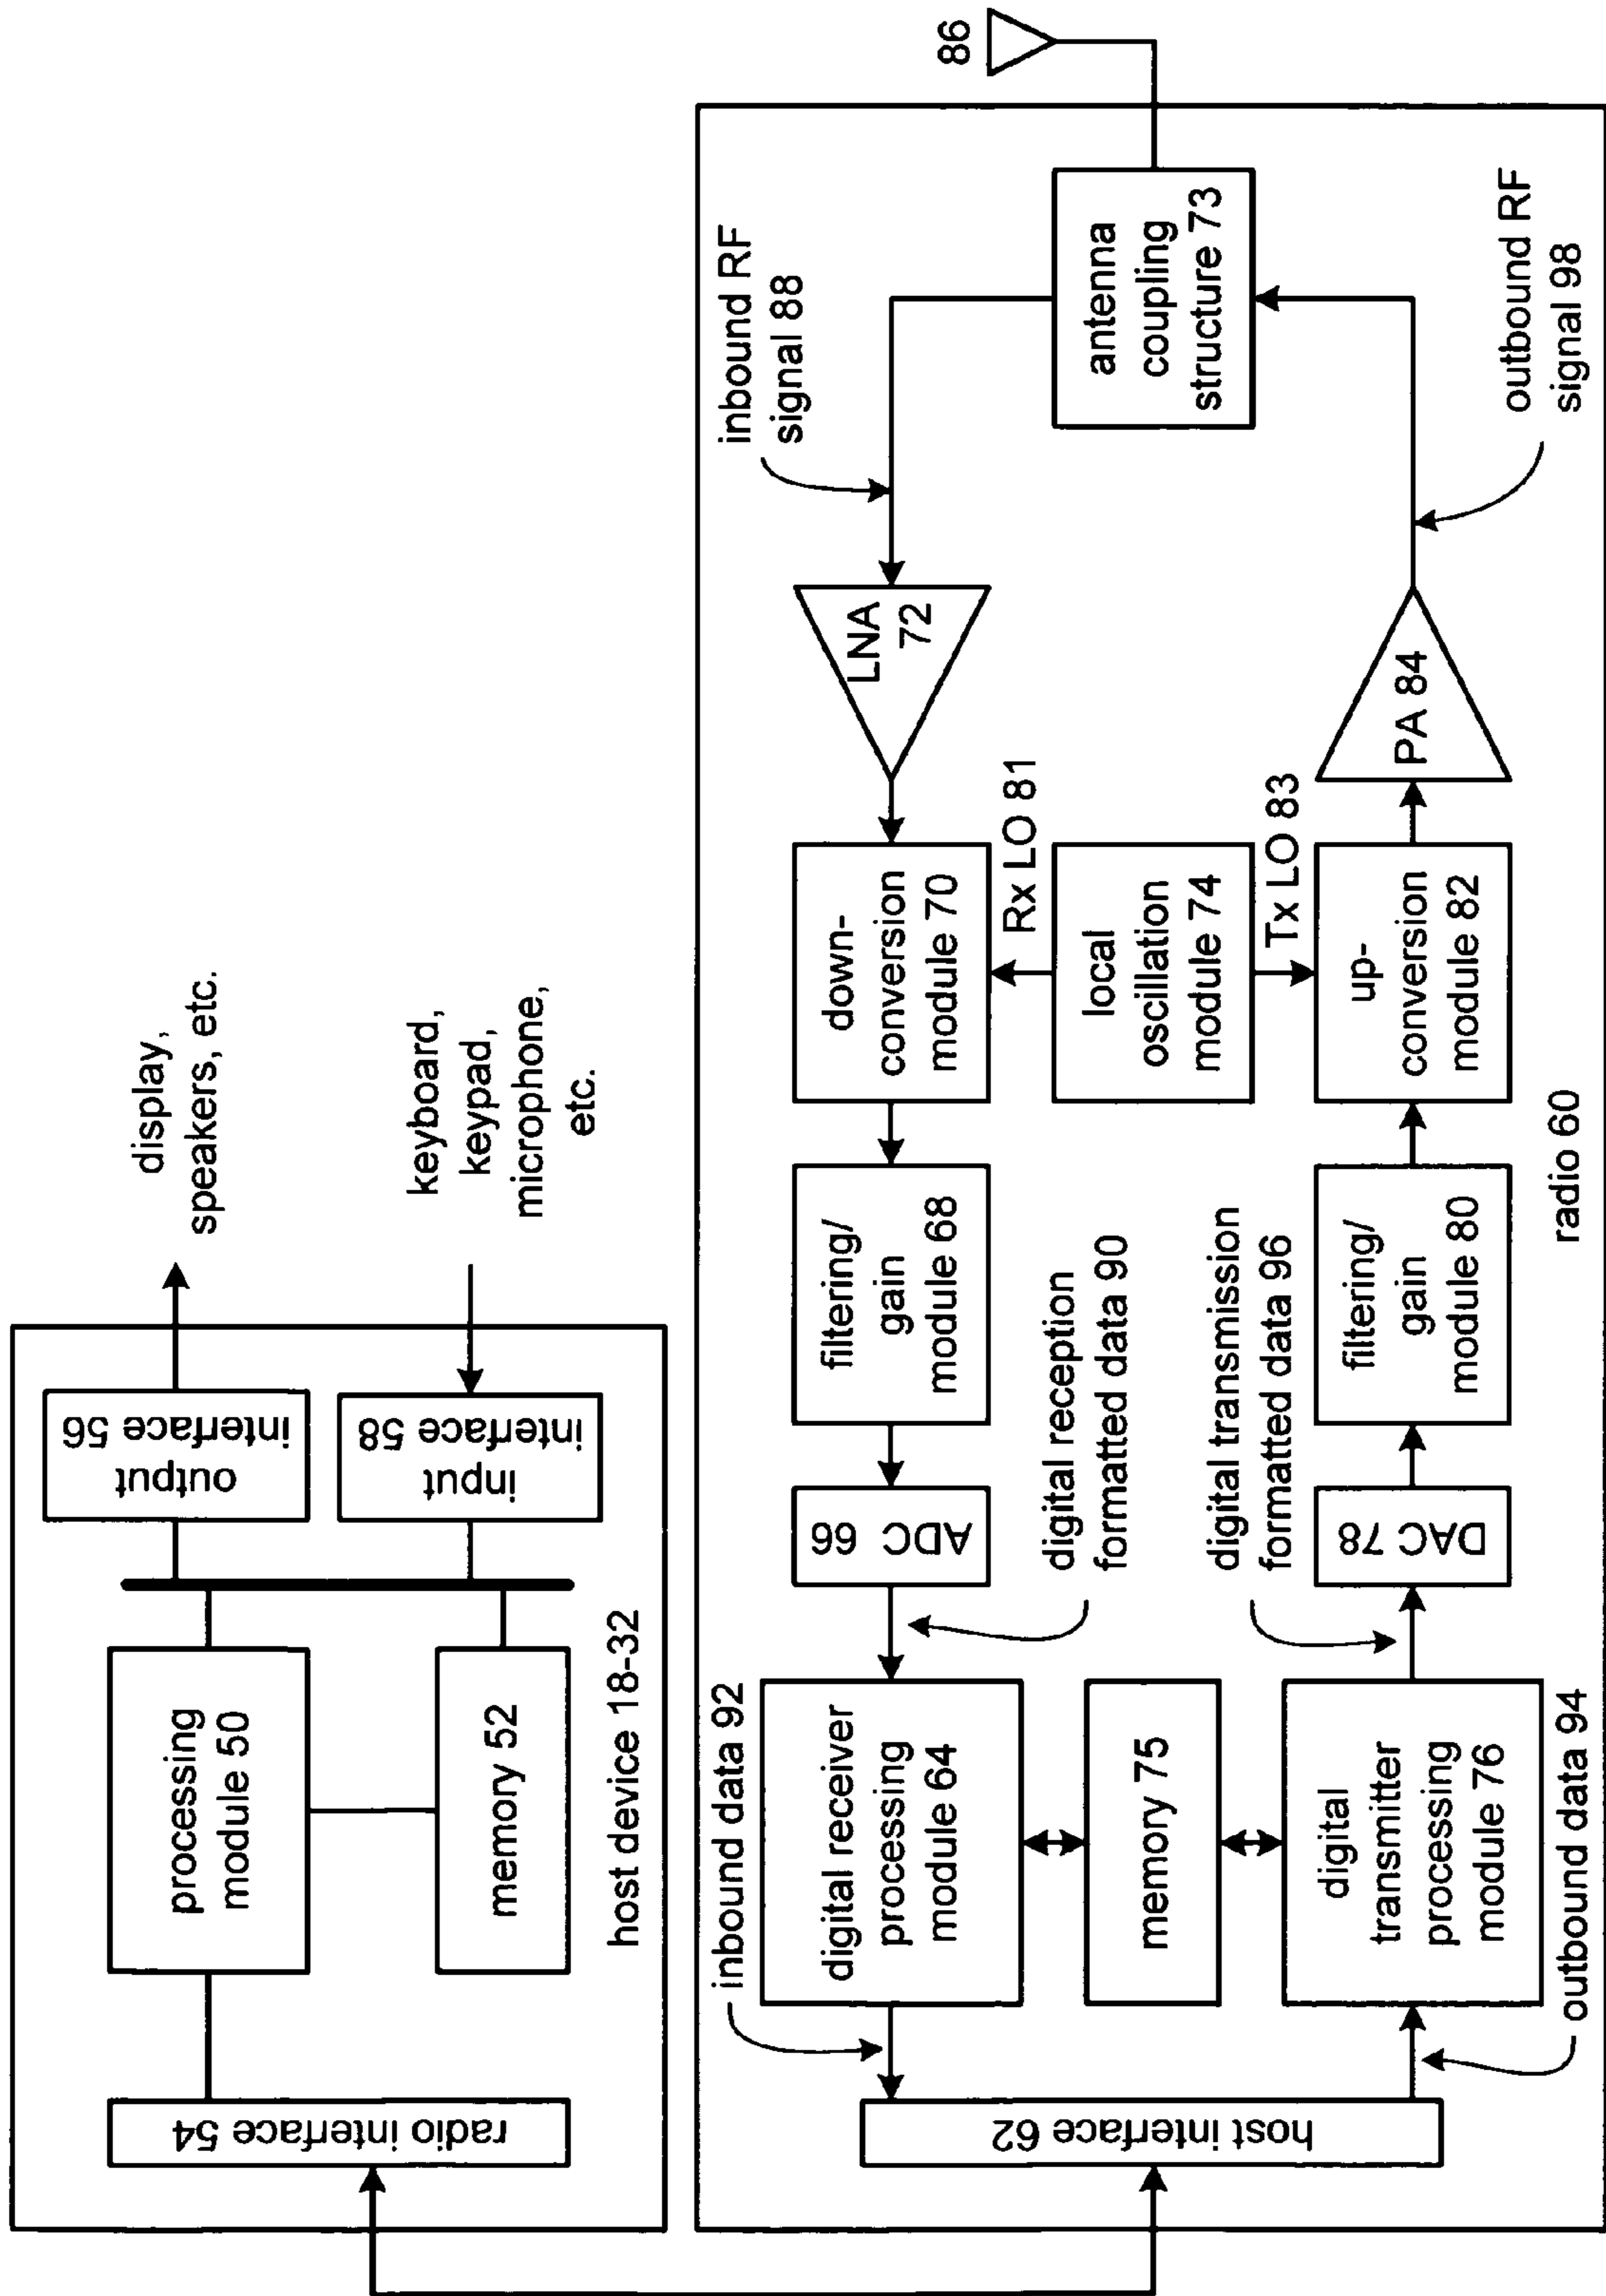 radio interface 54
processing
module 50
memory 52
output
interface 56
input
interface 58
display,
speakers, etc.
keyboard,
keypad,
microphone,
etc.
host device 18-32
host interface 62
inbound data 92
digital receiver
processing
module 64
ADC 66
filtering/
gain
module 68
down-
conversion
module 70
LNA
72
inbound RF
signal 88
86
antenna
coupling
structure 73
memory 75
digital reception
formatted data 90
digital transmission
formatted data 96
Rx LO 81
local
oscillation
module 74
Tx LO 83
digital
transmitter
processing
module 76
DAC 78
filtering/
gain
module 80
up-
conversion
module 82
PA 84
outbound RF
signal 98
outbound data 94
radio 60